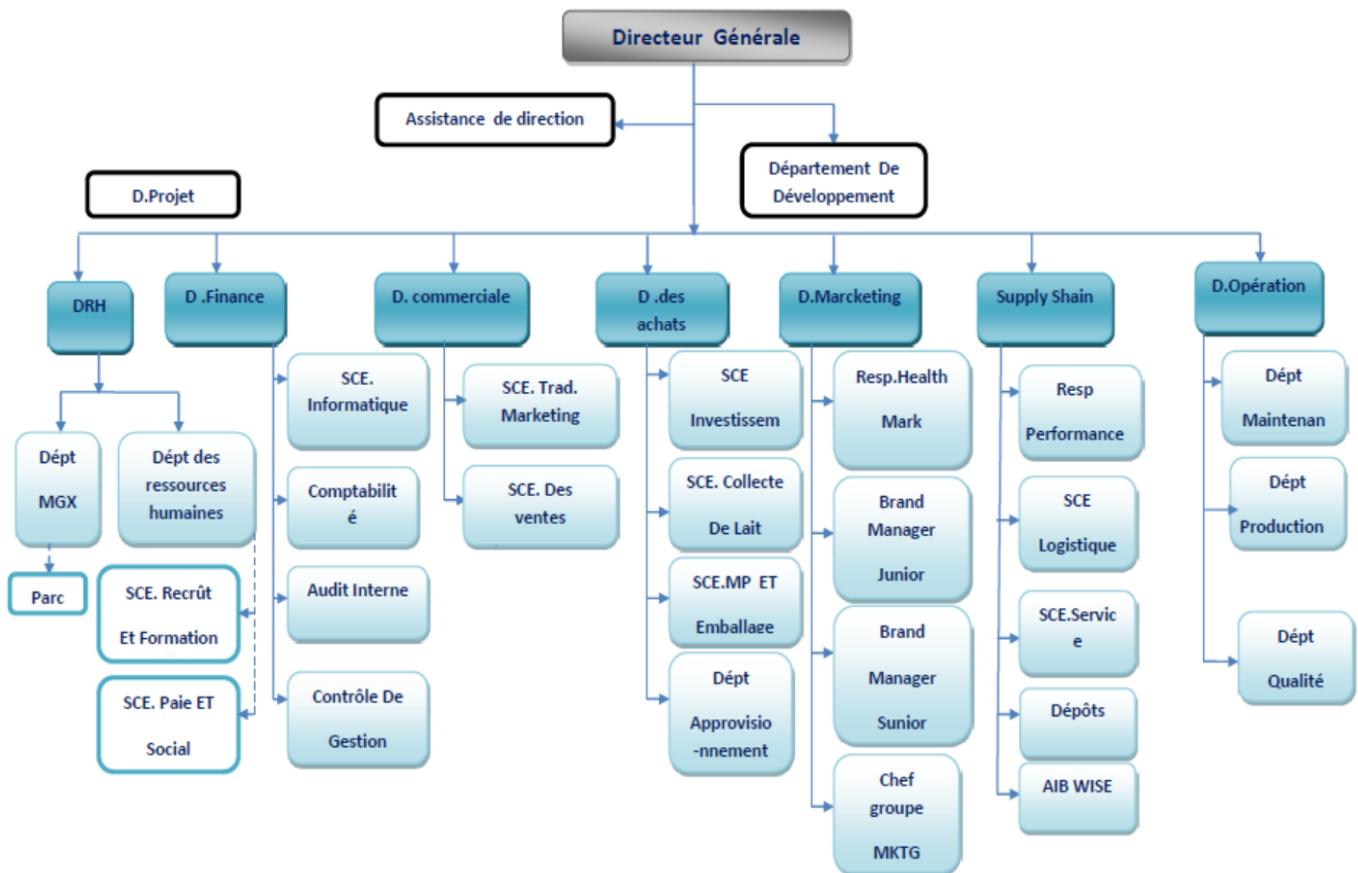 Directeur Générale
Assistance de direction
Département De
Développement
D.Projet
DRH
D .Finance
D. commerciale
D .des
achats
D.Marcketing
Supply Shain
D.Opération
Dépt
MGX
Dépt des
ressources
humaines
Parc
SCE. Recrût
Et Formation
SCE. Paie ET
Social
SCE.
Informatique
Comptabilit
é
Audit Interne
Contrôle De
Gestion
SCE. Trad.
Marketing
SCE. Des
ventes
SCE
Investissem
SCE. Collecte
De Lait
SCE.MP ET
Emballage
Dépt
Approvisio
-nnement
Resp.Health
Mark
Brand
Manager
Junior
Brand
Manager
Sunior
Chef
groupe
MKTG
Resp
Performance
SCE
Logistique
SCE.Servic
e
Dépôts
AIB WISE
Dépt
Maintenan
Dépt
Production
Dépt
Qualité